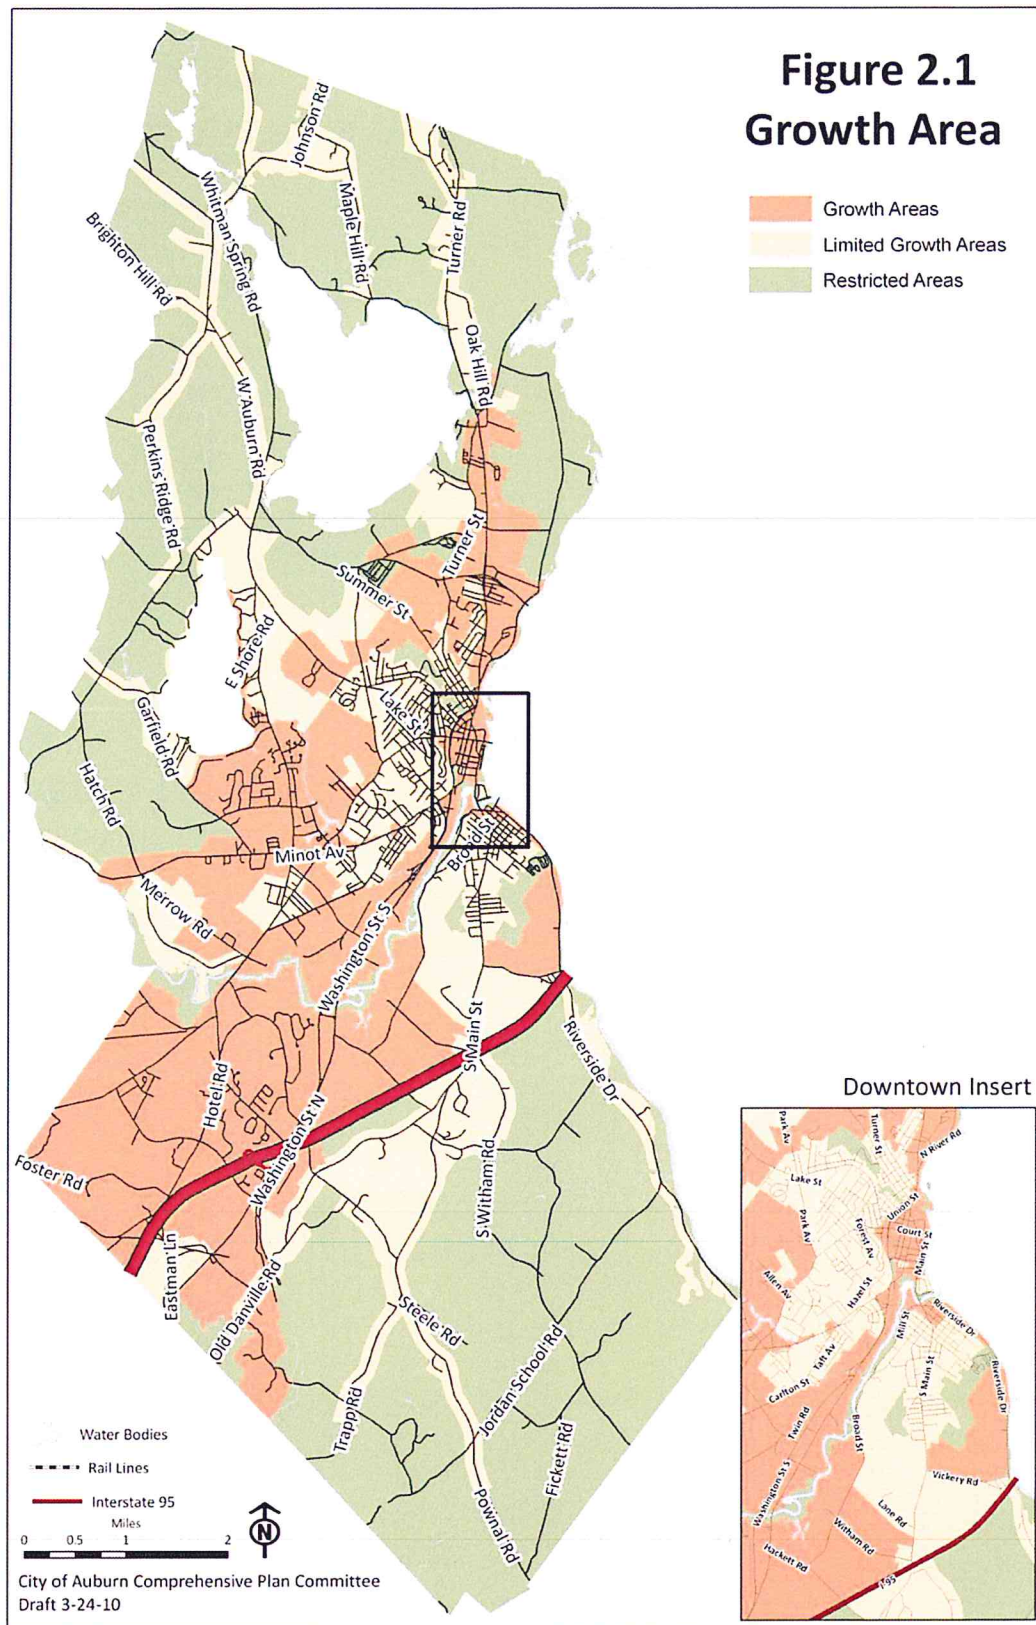 Figure 2.1
Growth Area
Growth Areas
Limited Growth Areas
Restricted Areas
Johnson Rd
Whitman Spring Rd
Maple Hill Rd
Turner Rd
Brighton Hill Rd
Oak Hill Rd
W Auburn Rd
Perkins Ridge Rd
Turner St
Summer St
E Shore Rd
Lake St
Garfield Rd
Hatch Rd
Broad St
Minot Av
Merrow Rd
Washington St S
S Main St
Riverside Dr
Hotel Rd
Washington St N
Foster Rd
S Witham Rd
Eastman Ln
Old Danville Rd
Steele Rd
Jordan School Rd
Trapp Rd
Fickett Rd
Pownal Rd
Downtown Insert
Park Av
Turner St
N River Rd
Lake St
Union St
Park Av
Forest Av
Court St
Main St
Allen Av
Hazel St
Mill St
Riverside Dr
Taft Av
S Main St
Riverside Dr
Carlton St
Twin Rd
Broad St
Washington St S
Vickery Rd
Lane Rd
Witham Rd
Hackett Rd
I-95
Water Bodies
Rail Lines
Interstate 95
Miles
0 0.5 1 2
N
City of Auburn Comprehensive Plan Committee
Draft 3-24-10